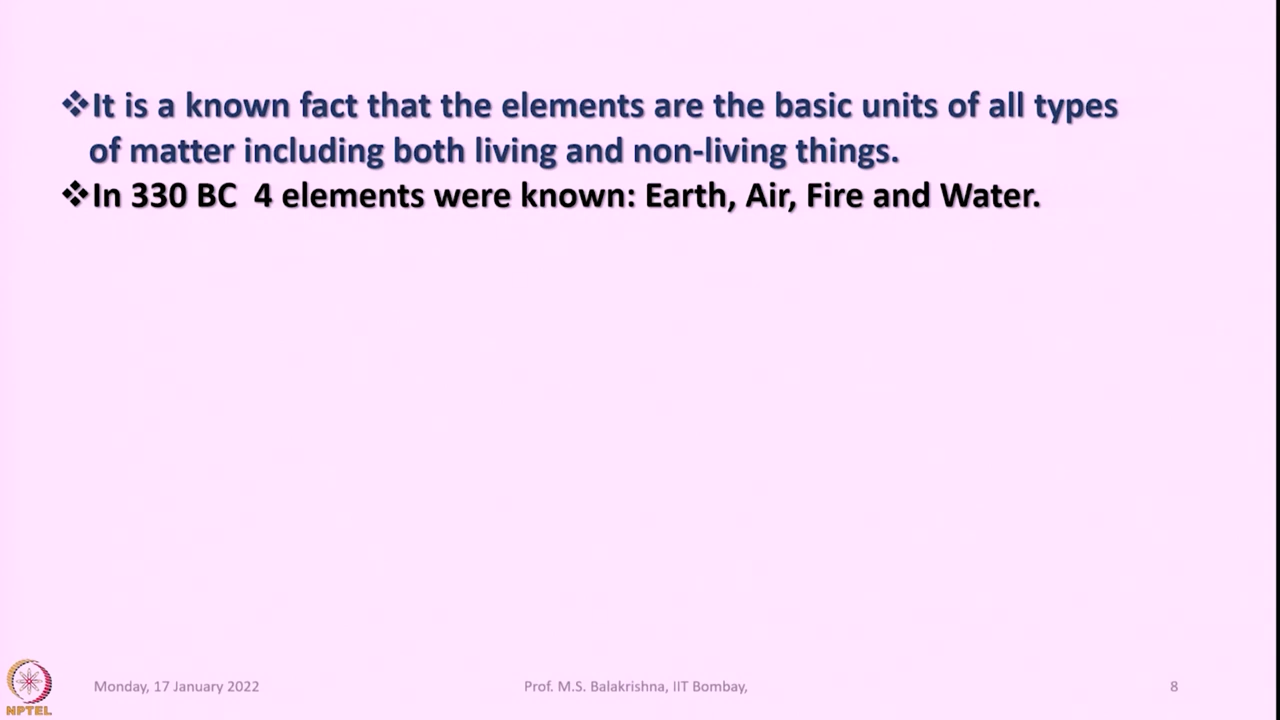 ❖It is a known fact that the elements are the basic units of all types
of matter including both living and non-living things.
❖In 330 BC  4 elements were known: Earth, Air, Fire and Water.
NPTEL
Monday, 17 January 2022
Prof. M.S. Balakrishna, IIT Bombay,
8